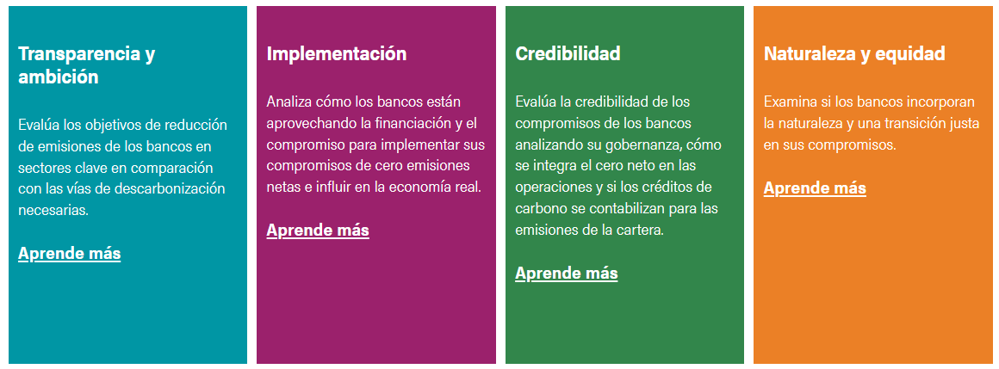 Transparencia y
ambición
Evalúa los objetivos de reducción
de emisiones de los bancos en
sectores clave en comparación
con las vías de descarbonización
necesarias.
Aprende más
Implementación
Analiza cómo los bancos están
aprovechando la financiación y el
compromiso para implementar sus
compromisos de cero emisiones
netas e influir en la economía real.
Aprende más
Credibilidad
Evalúa la credibilidad de los
compromisos de los bancos
analizando su gobernanza, cómo
se integra el cero neto en las
operaciones y si los créditos de
carbono se contabilizan para las
emisiones de la cartera.
Aprende más
Naturaleza y equidad
Examina si los bancos incorporan
la naturaleza y una transición justa
en sus compromisos.
Aprende más